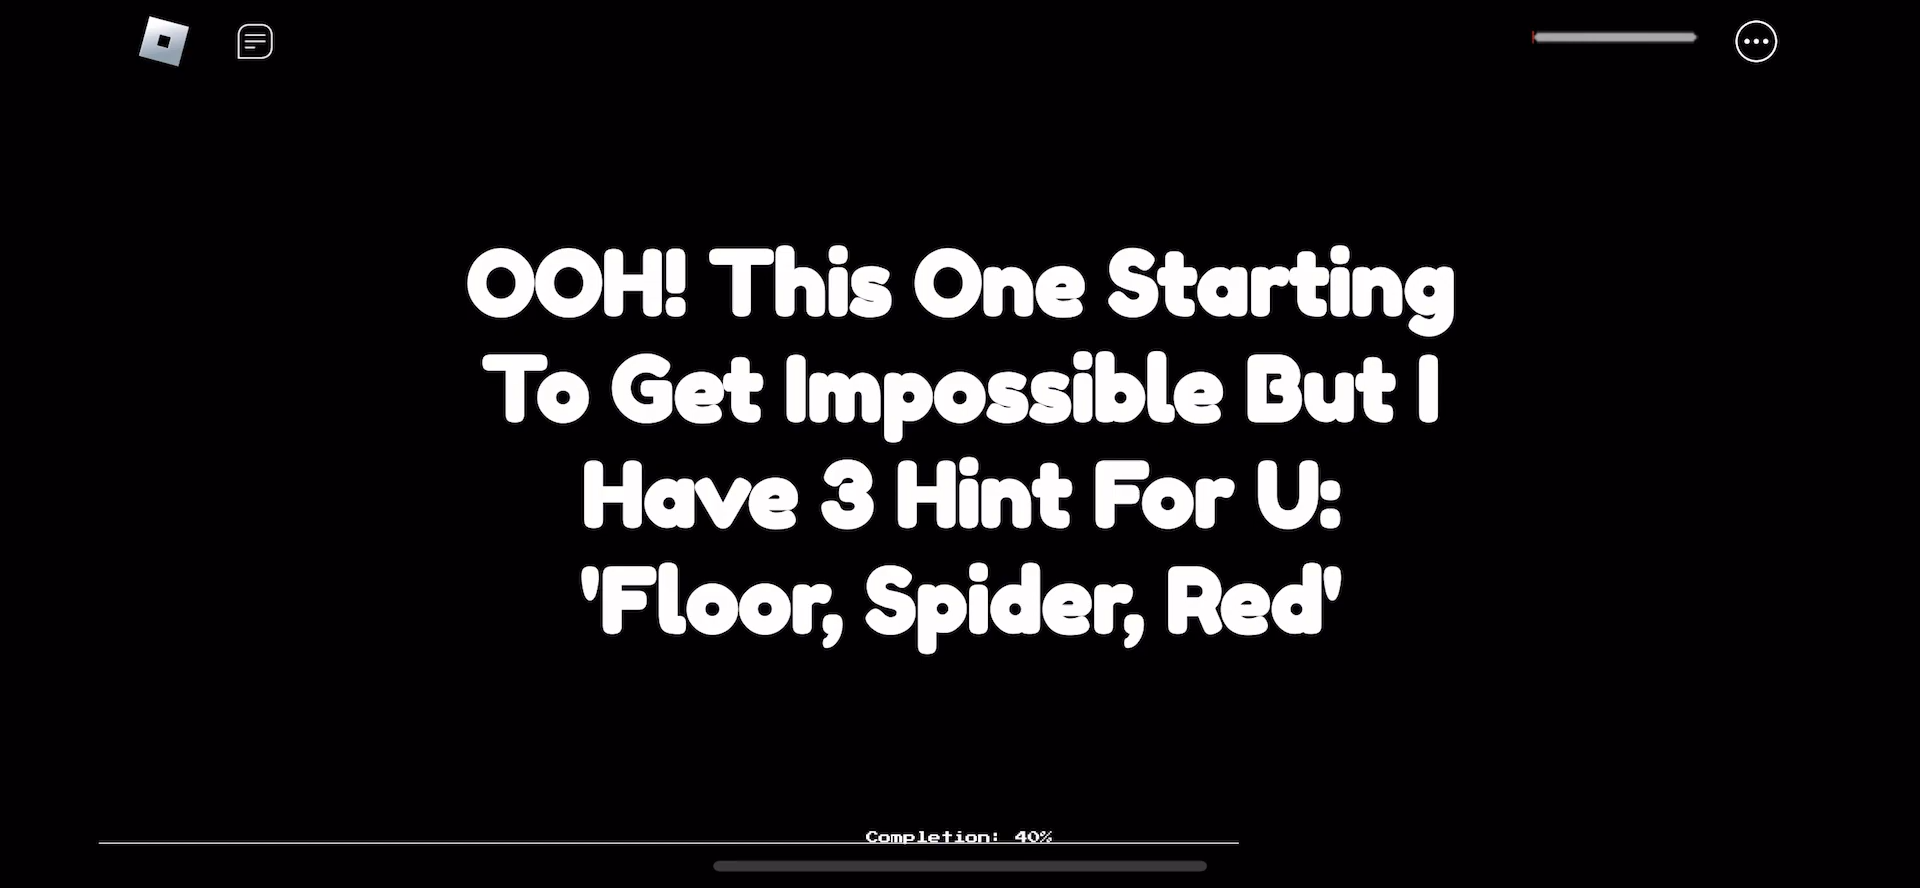 OOH! This One Starting
To Get Impossible But I
Have 3 Hint For U:
'Floor, Spider, Red'
Completion: 40%